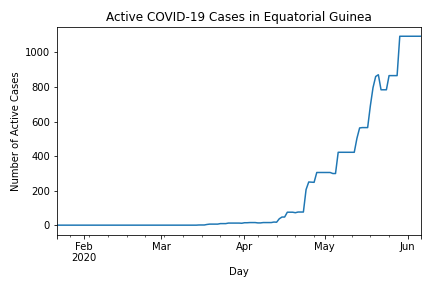 Active COVID-19 Cases in Equatorial Guinea
Number of Active Cases
1000
800
600
400
200
0
Feb Mar Apr May Jun
2020
Day